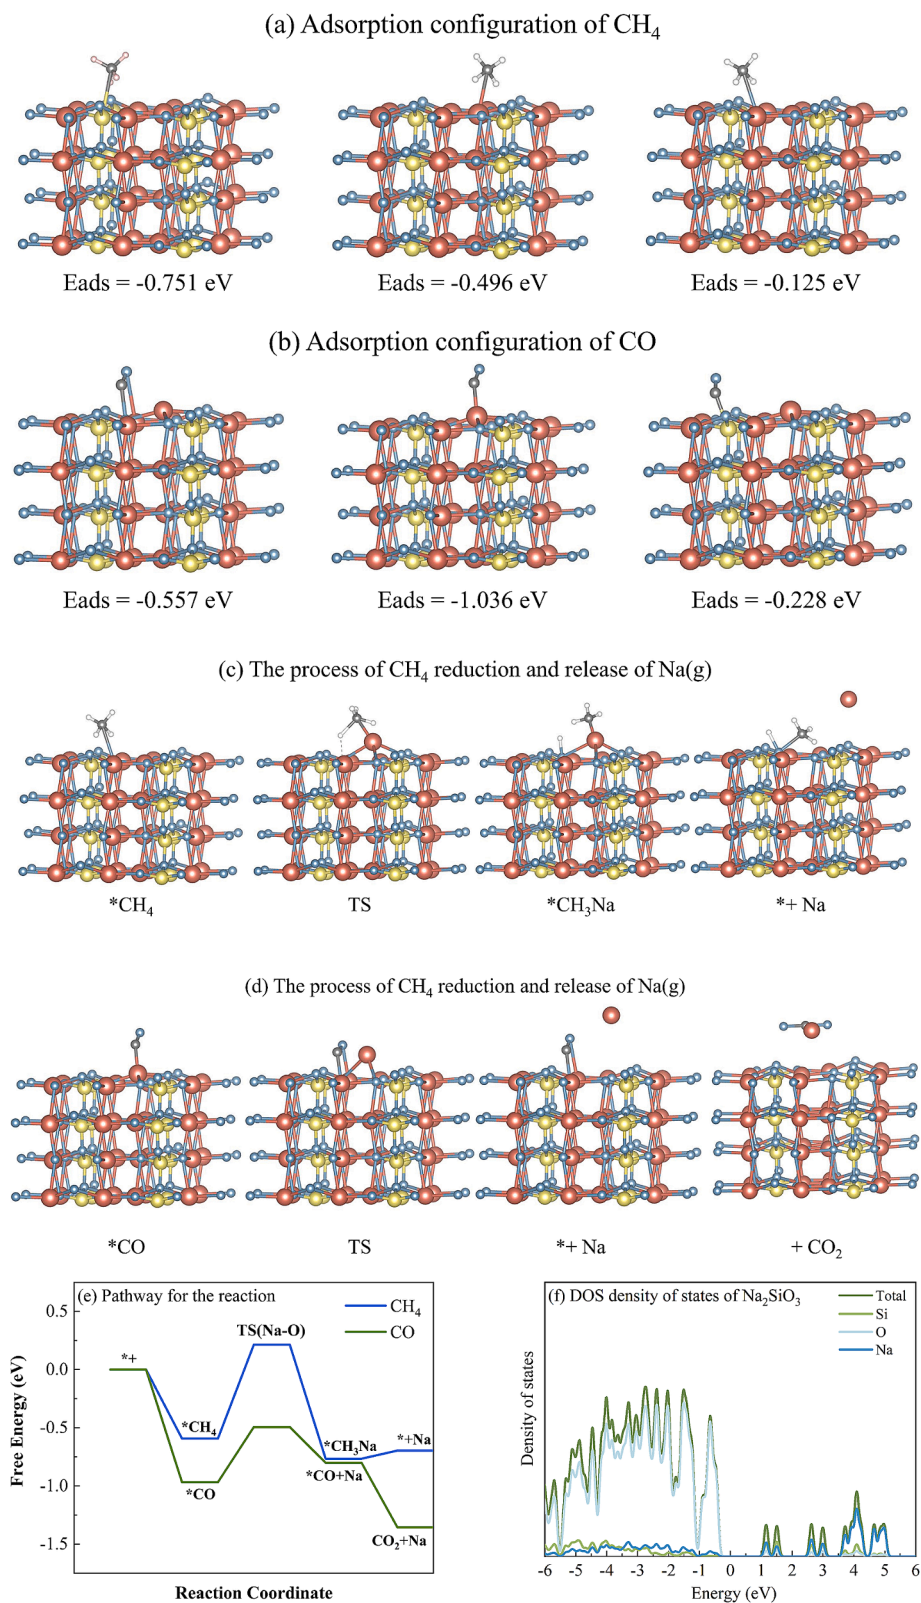 (a) Adsorption configuration of CH₄
Eads = -0.751 eV
Eads = -0.496 eV
Eads = -0.125 eV
(b) Adsorption configuration of CO
Eads = -0.557 eV
Eads = -1.036 eV
Eads = -0.228 eV
(c) The process of CH₄ reduction and release of Na(g)
*CH₄
TS
*CH₃Na
*+ Na
(d) The process of CH₄ reduction and release of Na(g)
*CO
TS
*+ Na
+ CO₂
(e) Pathway for the reaction
CH₄
CO
0.5
0.0
-0.5
-1.0
-1.5
Free Energy (eV)
*+
*CH₄
*CO
TS(Na-O)
*CH₃Na
*CO+Na
*+Na
CO₂+Na
Reaction Coordinate
(f) DOS density of states of Na₂SiO₃
Total
Si
O
Na
Density of states
-6 -5 -4 -3 -2 -1 0 1 2 3 4 5 6
Energy (eV)